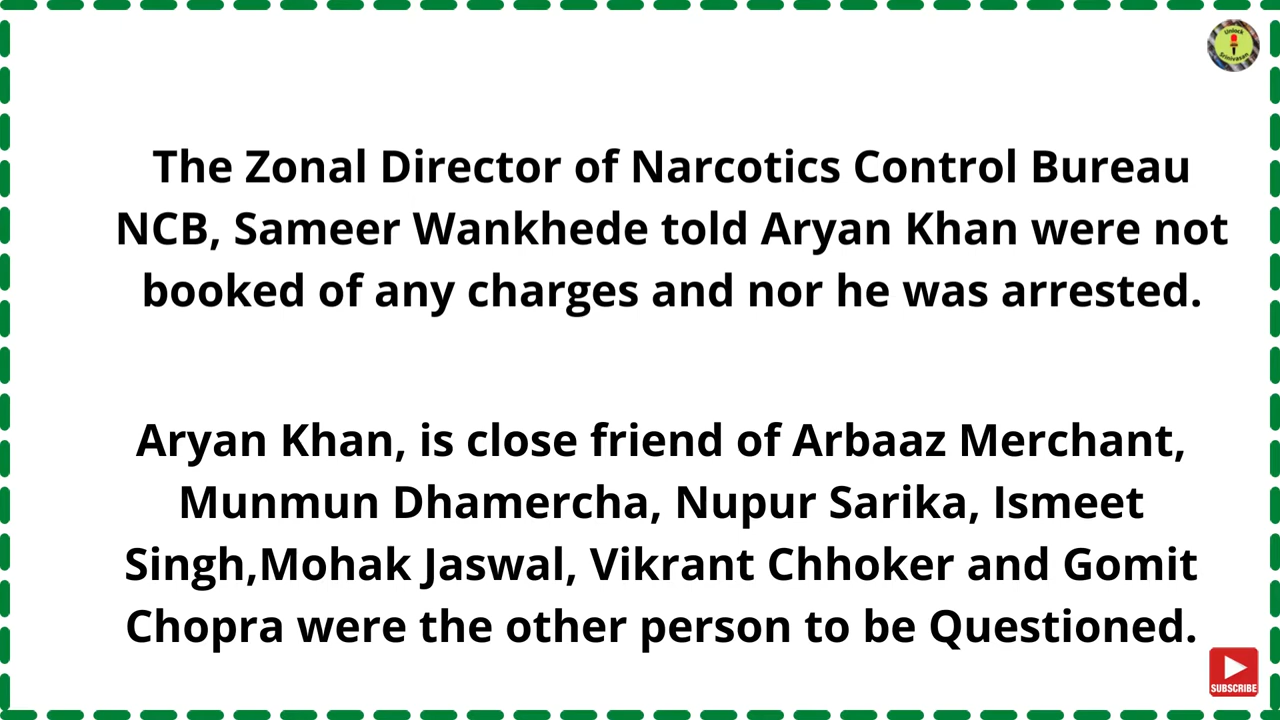 Unlock
Srinivasan
The Zonal Director of Narcotics Control Bureau
NCB, Sameer Wankhede told Aryan Khan were not
booked of any charges and nor he was arrested.
Aryan Khan, is close friend of Arbaaz Merchant,
Munmun Dhamercha, Nupur Sarika, Ismeet
Singh,Mohak Jaswal, Vikrant Chhoker and Gomit
Chopra were the other person to be Questioned.
SUBSCRIBE